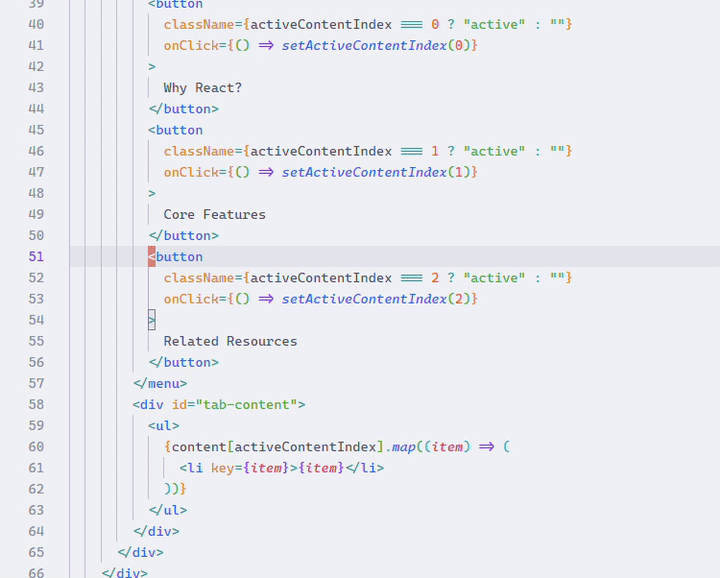 39 <button
40 className={activeContentIndex === 0 ? "active" : ""}
41 onClick={() => setActiveContentIndex(0)}
42 >
43 Why React?
44 </button>
45 <button
46 className={activeContentIndex === 1 ? "active" : ""}
47 onClick={() => setActiveContentIndex(1)}
48 >
49 Core Features
50 </button>
51 <button
52 className={activeContentIndex === 2 ? "active" : ""}
53 onClick={() => setActiveContentIndex(2)}
54 >
55 Related Resources
56 </button>
57 </menu>
58 <div id="tab-content">
59 <ul>
60 {content[activeContentIndex].map((item) => (
61 <li key={item}>{item}</li>
62 ))}
63 </ul>
64 </div>
65 </div>
66 </div>